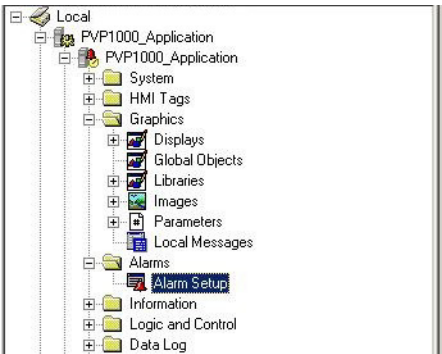 Local
PVP1000_Application
PVP1000_Application
System
HMI Tags
Graphics
Displays
Global Objects
Libraries
Images
Parameters
Local Messages
Alarms
Alarm Setup
Information
Logic and Control
Data Log